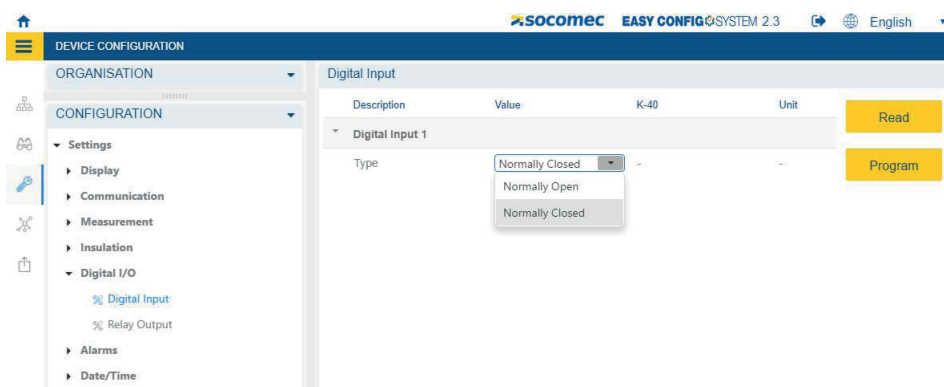 socomec EASY CONFIG SYSTEM 2.3 English
DEVICE CONFIGURATION
ORGANISATION
CONFIGURATION
Settings
Display
Communication
Measurement
Insulation
Digital I/O
Digital Input
Relay Output
Alarms
Date/Time
Digital Input
Description Value K-40 Unit
Digital Input 1
Type Normally Closed - -
Normally Open
Normally Closed
Read
Program